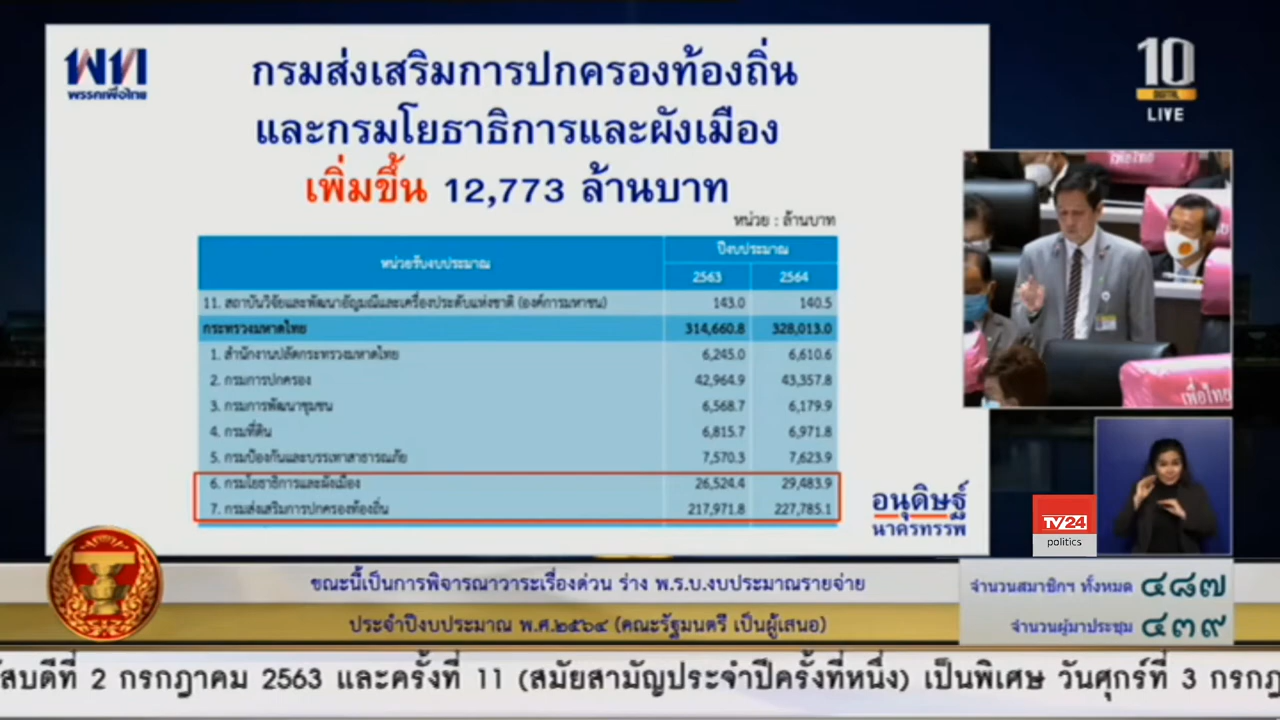 พท
พรรคเพื่อไทย
กรมส่งเสริมการปกครองท้องถิ่น
และกรมโยธาธิการและผังเมือง
เพิ่มขึ้น 12,773 ล้านบาท
หน่วย : ล้านบาท
หน่วยรับงบประมาณ ปีงบประมาณ
2563 2564
11. สถาบันวิจัยและพัฒนาอัญมณีและเครื่องประดับแห่งชาติ (องค์การมหาชน) 143.0 140.5
กระทรวงมหาดไทย 314,660.8 328,013.0
1. สำนักงานปลัดกระทรวงมหาดไทย 6,245.0 6,610.6
2. กรมการปกครอง 42,964.9 43,357.8
3. กรมการพัฒนาชุมชน 6,568.7 6,179.9
4. กรมที่ดิน 6,815.7 6,971.8
5. กรมป้องกันและบรรเทาสาธารณภัย 7,570.3 7,623.9
6. กรมโยธาธิการและผังเมือง 26,524.4 29,483.9
7. กรมส่งเสริมการปกครองท้องถิ่น 217,971.8 227,785.1
อนุดิษฐ์
นาครทรรพ
10
DIGITAL
LIVE
เพื่อไทย
เพื่อไทย
TV24
politics
ขณะนี้เป็นการพิจารณาวาระเรื่องด่วน ร่าง พ.ร.บ.งบประมาณรายจ่าย
ประจำปีงบประมาณ พ.ศ.๒๕๖๔ (คณะรัฐมนตรี เป็นผู้เสนอ)
จำนวนสมาชิกฯ ทั้งหมด ๔๘๗
จำนวนผู้มาประชุม ๔๓๙
สบดีที่ 2 กรกฎาคม 2563 และครั้งที่ 11 (สมัยสามัญประจำปีครั้งที่หนึ่ง) เป็นพิเศษ วันศุกร์ที่ 3 กรกฎ